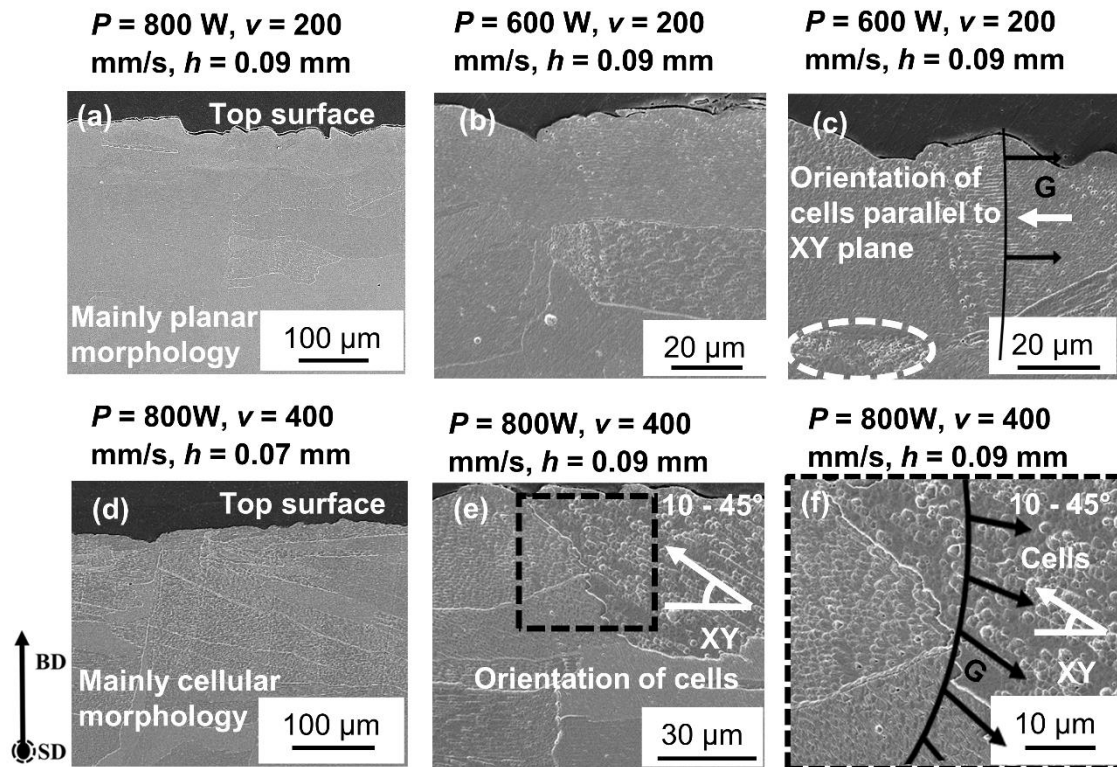 P = 800 W, v = 200
mm/s, h = 0.09 mm
P = 600 W, v = 200
mm/s, h = 0.09 mm
P = 600 W, v = 200
mm/s, h = 0.09 mm
(a)
Top surface
Mainly planar
morphology
100 µm
(b)
20 µm
(c)
G
Orientation of
cells parallel to
XY plane
20 µm
P = 800W, v = 400
mm/s, h = 0.07 mm
P = 800W, v = 400
mm/s, h = 0.09 mm
P = 800W, v = 400
mm/s, h = 0.09 mm
BD
SD
(d)
Top surface
Mainly cellular
morphology
100 µm
(e)
10 - 45°
XY
Orientation of cells
30 µm
(f)
10 - 45°
Cells
XY
G
10 µm